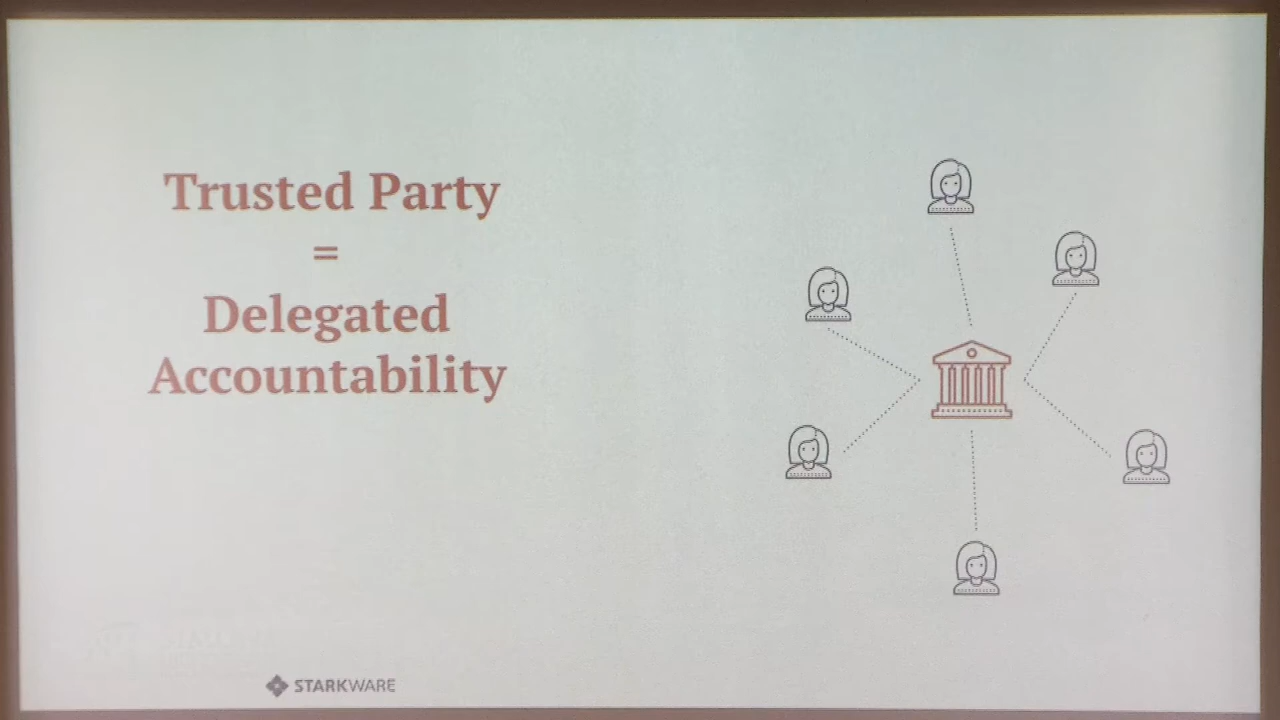 Trusted Party
=
Delegated
Accountability
STARKWARE